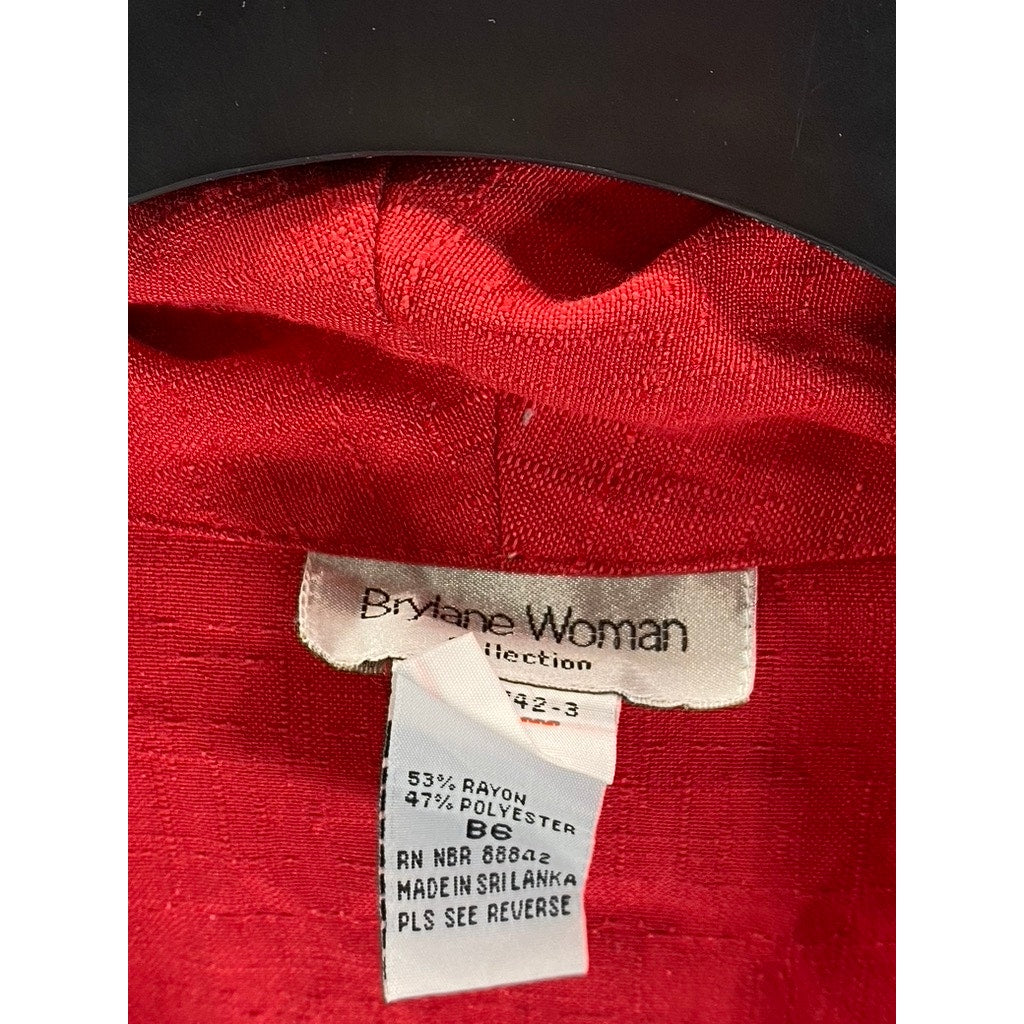 Brylane Woman
llection
42-3
53% RAYON
47% POLYESTER
B6
RN NBR 88842
MADE IN SRI LANKA
PLS SEE REVERSE